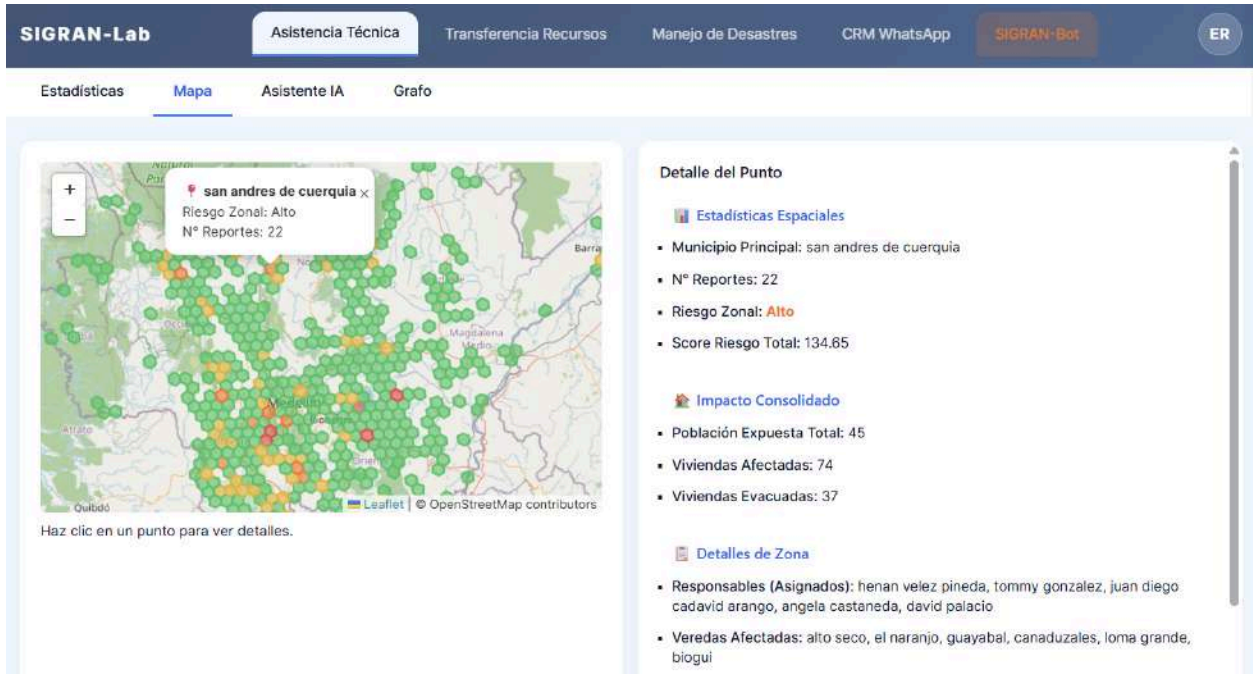 SIGRAN-Lab
Asistencia Técnica
Transferencia Recursos
Manejo de Desastres
CRM WhatsApp
SIGRAN-Bot
ER
Estadísticas
Mapa
Asistente IA
Grafo
+
−
san andres de cuerquia ×
Riesgo Zonal: Alto
N° Reportes: 22
Natural
Barra
Magdalena
Medio
Medellín
Atrato
Quibdó
Leaflet | © OpenStreetMap contributors
Haz clic en un punto para ver detalles.
Detalle del Punto
Estadísticas Espaciales
▪ Municipio Principal: san andres de cuerquia
▪ N° Reportes: 22
▪ Riesgo Zonal: Alto
▪ Score Riesgo Total: 134.65
Impacto Consolidado
▪ Población Expuesta Total: 45
▪ Viviendas Afectadas: 74
▪ Viviendas Evacuadas: 37
Detalles de Zona
▪ Responsables (Asignados): henan velez pineda, tommy gonzalez, juan diego
cadavid arango, angela castaneda, david palacio
▪ Veredas Afectadas: alto seco, el naranjo, guayabal, canaduzales, loma grande,
biogui